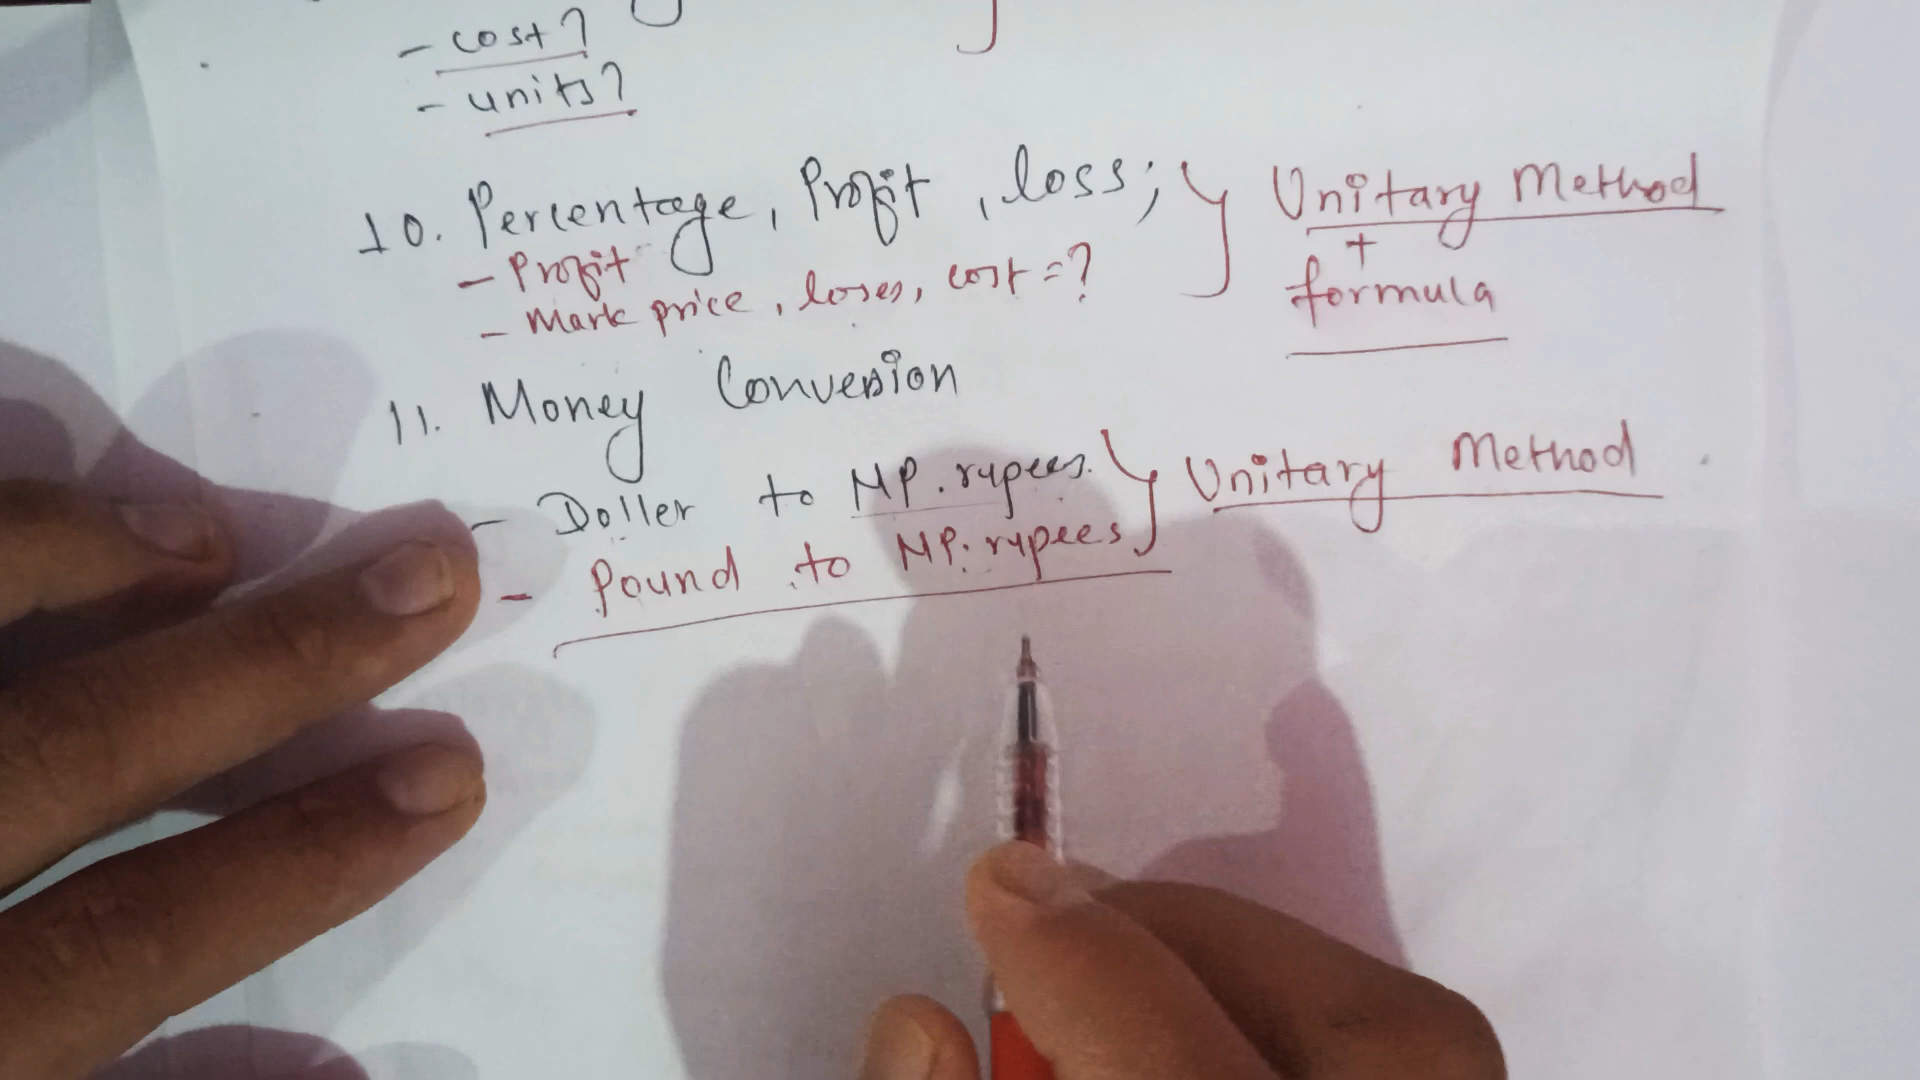 - cost?
- units?
10. Percentage, Profit, loss; } Unitary Method
- Profit
+
- Mark price, loses, cost = ?
formula
11. Money Conversion
- Doller to NP. rupees. } Unitary Method
- Pound to NP. rupees